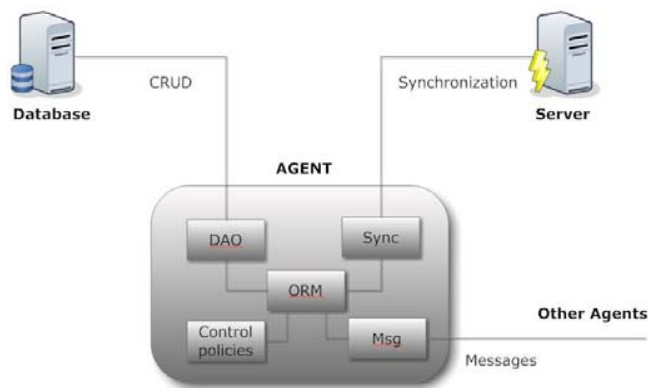 CRUD
Synchronization
Database
Server
AGENT
DAO
Sync
ORM
Other Agents
Control
policies
Msg
Messages